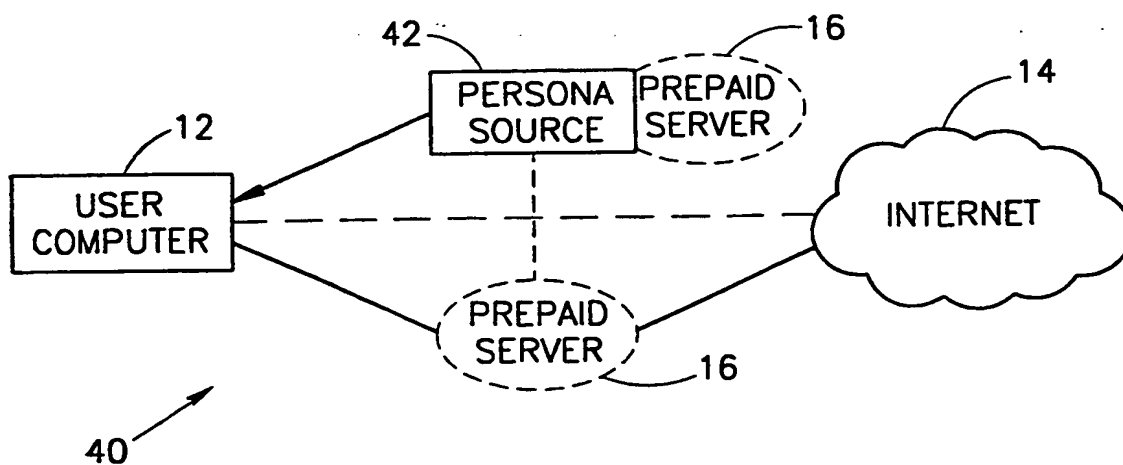 42
16
14
12
PERSONA
SOURCE
PREPAID
SERVER
USER
COMPUTER
INTERNET
PREPAID
SERVER
16
40